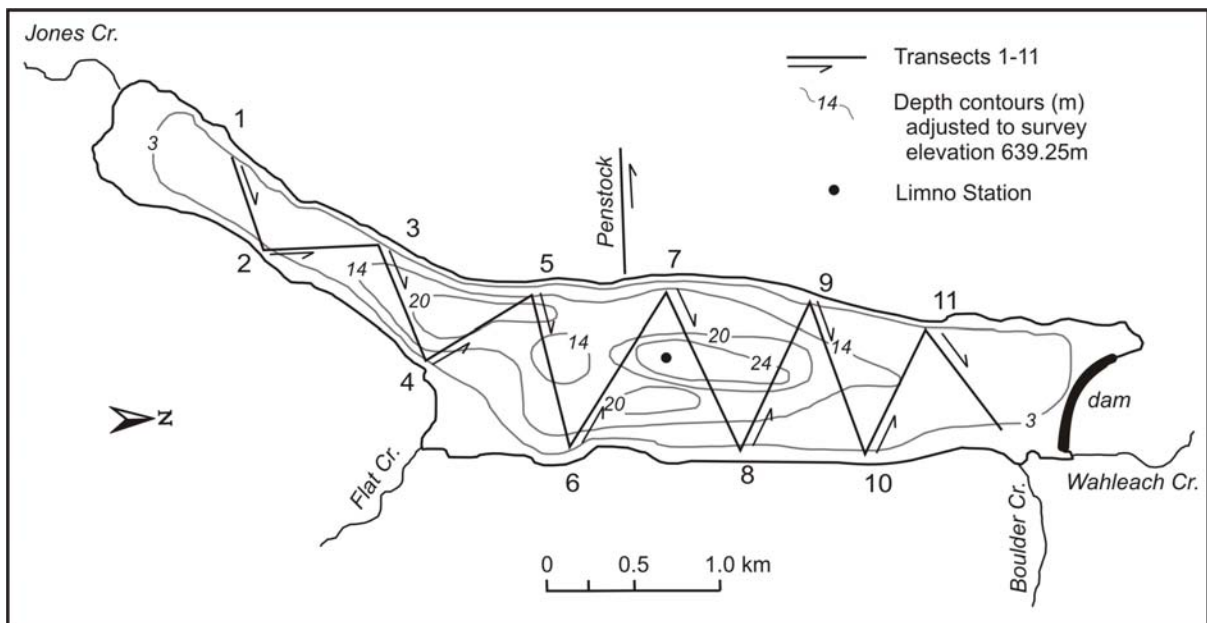 Jones Cr.
Transects 1-11
14
Depth contours (m)
adjusted to survey
elevation 639.25m
Limno Station
1
3
Penstock
2
3
14
20
5
7
9
11
14
20
24
14
20
3
4
N
dam
Flat Cr.
6
8
10
Wahleach Cr.
Boulder Cr.
0 0.5 1.0 km